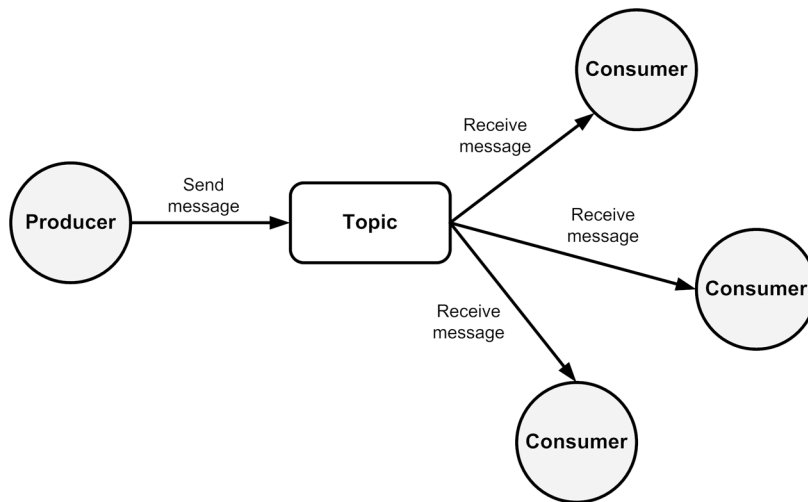 Producer
Send
message
Topic
Receive
message
Consumer
Receive
message
Consumer
Receive
message
Consumer